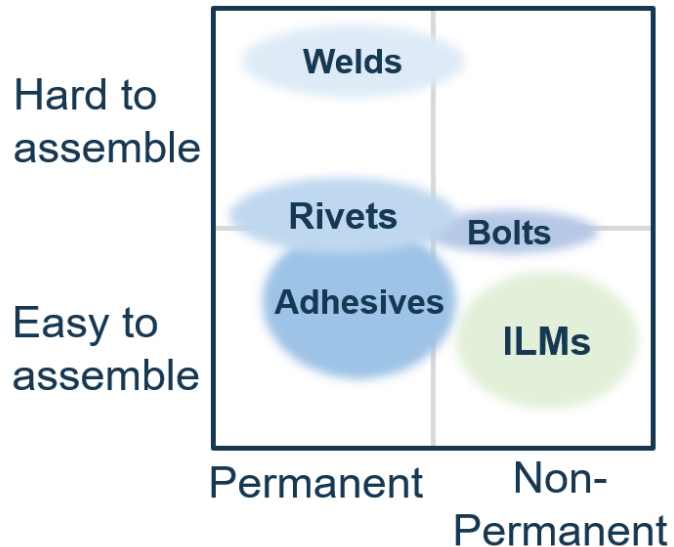 Welds
Hard to
assemble
Rivets
Bolts
Adhesives
Easy to
assemble
ILMs
Permanent
Non-
Permanent